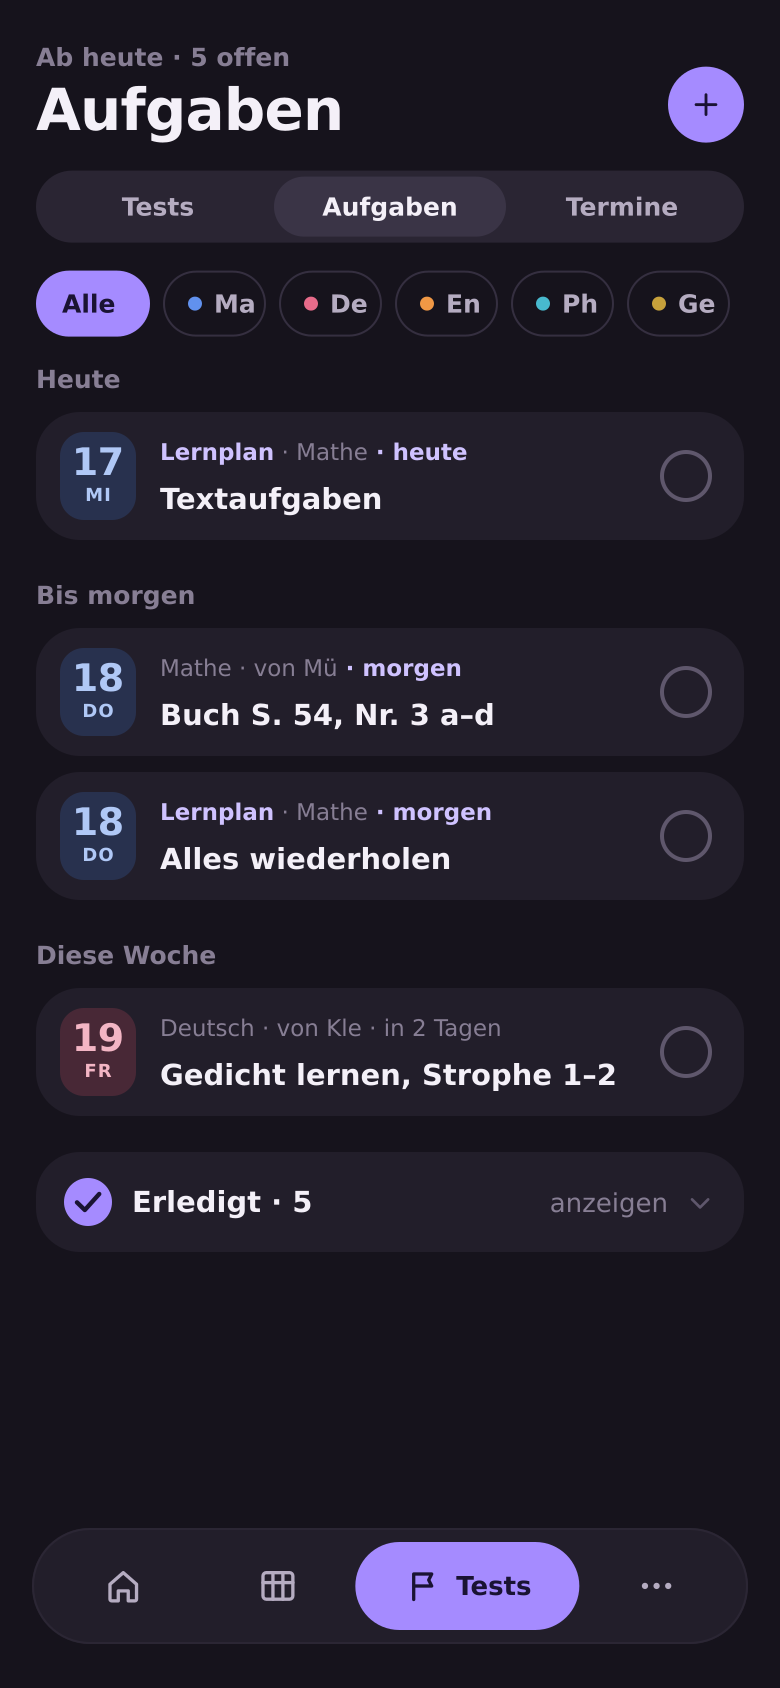 Ab heute · 5 offen
Aufgaben
Tests Aufgaben Termine
Alle Ma De En Ph Ge
Heute
17 MI
Lernplan · Mathe · heute
Textaufgaben
Bis morgen
18 DO
Mathe · von Mü · morgen
Buch S. 54, Nr. 3 a–d
18 DO
Lernplan · Mathe · morgen
Alles wiederholen
Diese Woche
19 FR
Deutsch · von Kle · in 2 Tagen
Gedicht lernen, Strophe 1–2
Erledigt · 5 anzeigen
Tests